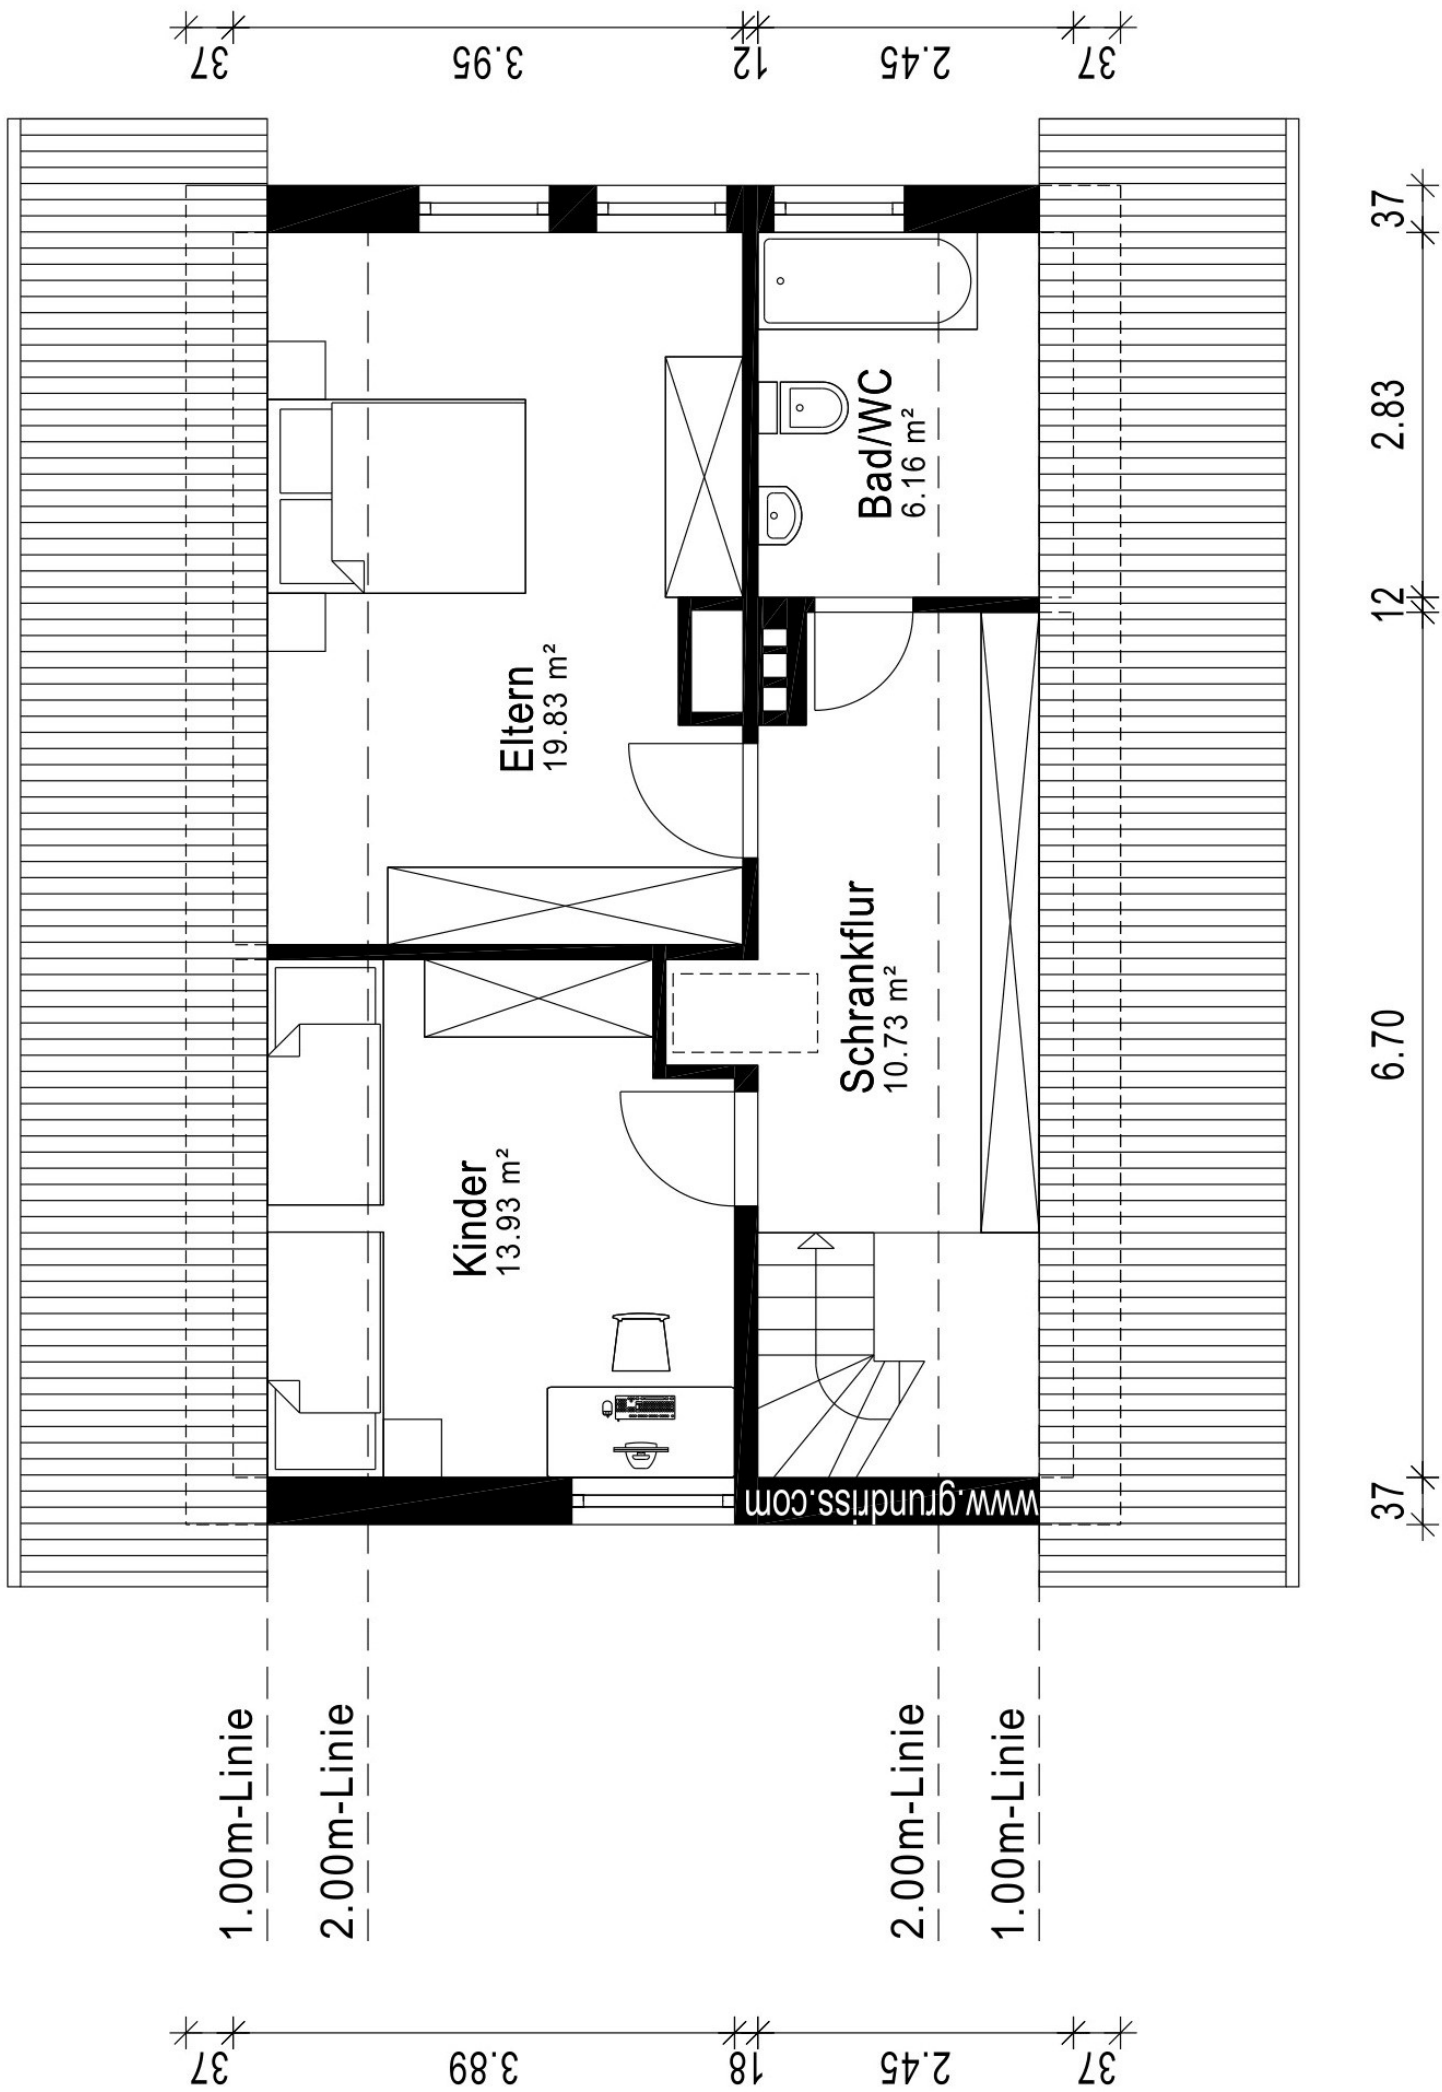 37
3.95
12
2.45
37
37
2.83
12
6.70
37
Eltern
19.83 m²
Bad/WC
6.16 m²
Schrankflur
10.73 m²
Kinder
13.93 m²
www.grundriss.com
1.00m-Linie
2.00m-Linie
2.00m-Linie
1.00m-Linie
37
3.89
18
2.45
37